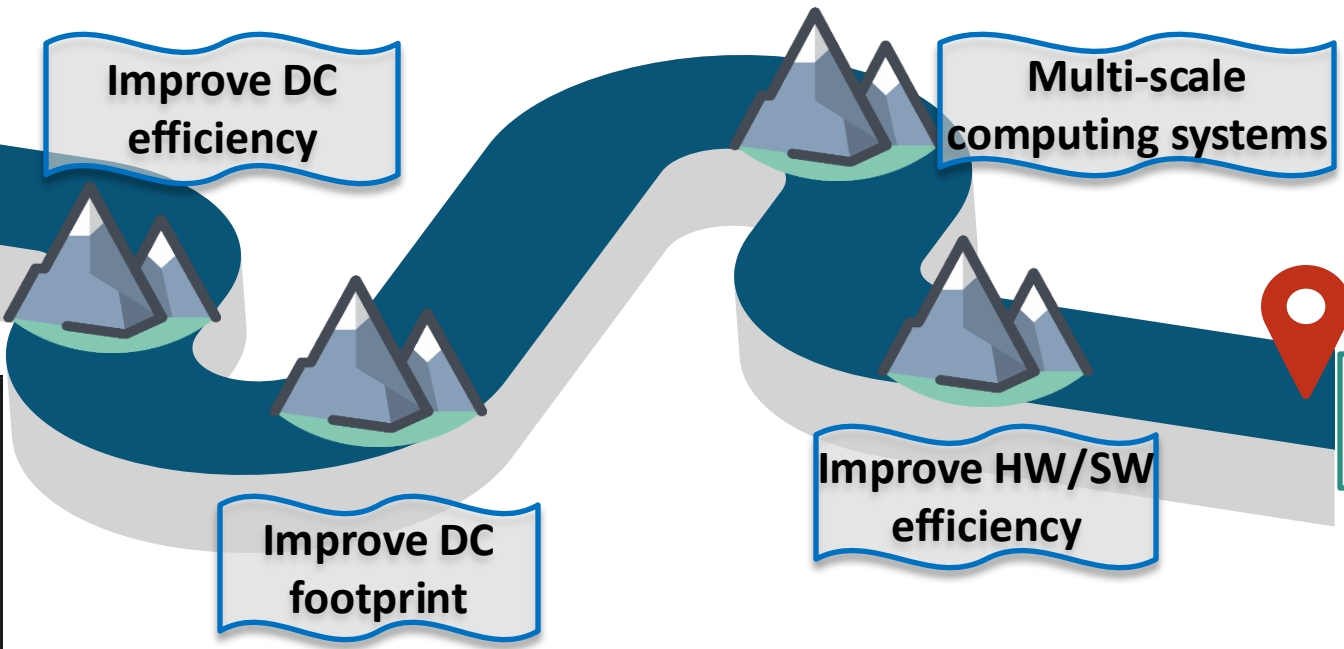 Improve DC
efficiency
Improve DC
footprint
Multi-scale
computing systems
Improve HW/SW
efficiency